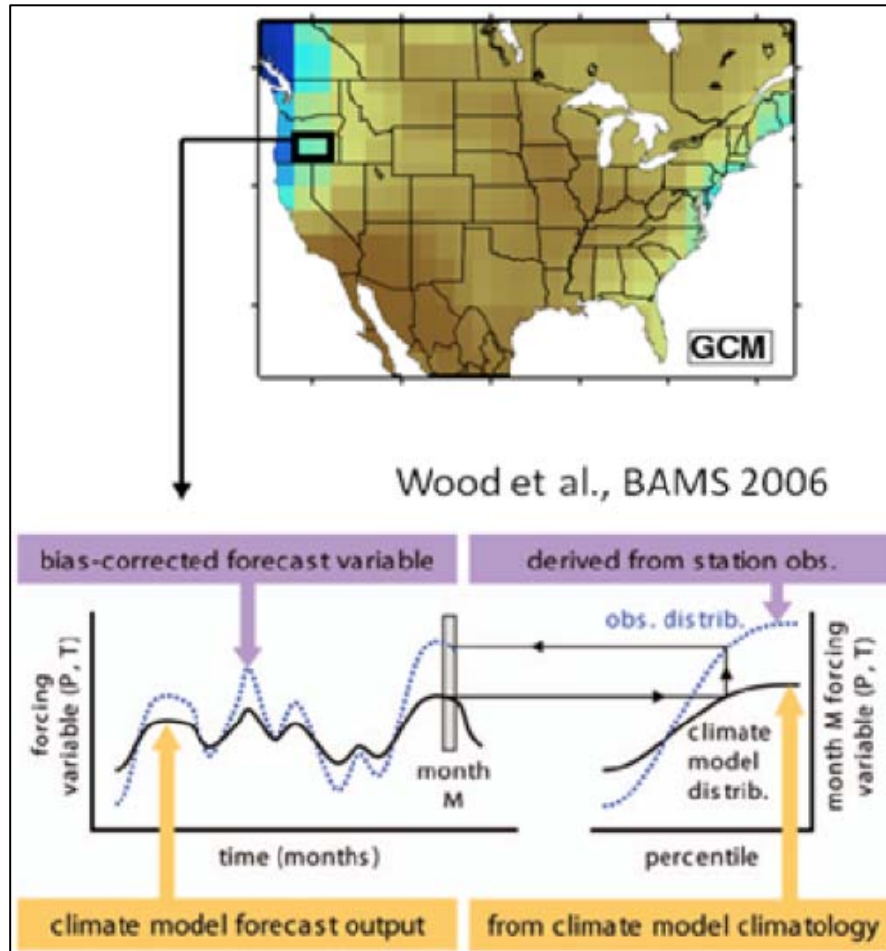 GCM
Wood et al., BAMS 2006
bias-corrected forecast variable
derived from station obs.
forcing
variable (P, T)
month
M
time (months)
obs. distrib.
climate
model
distrib.
percentile
month M forcing
variable (P, T)
climate model forecast output
from climate model climatology